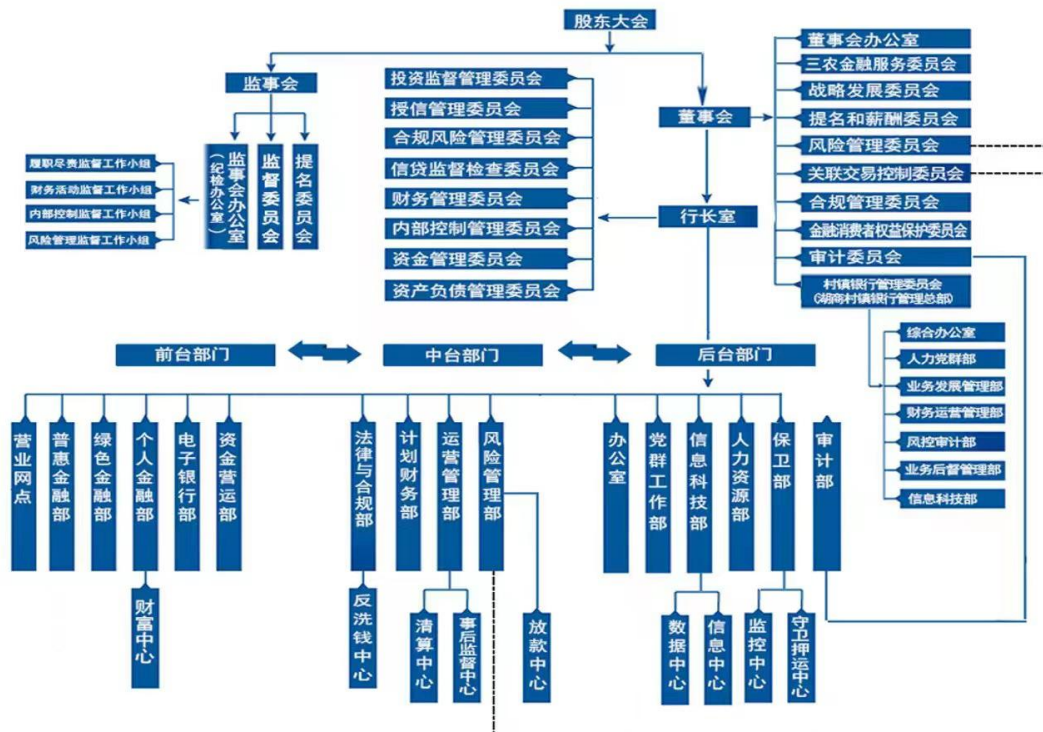 股东大会
监事会
董事会
行长室
监事会办公室
（纪检办公室）
监督委员会
提名委员会
履职尽责监督工作小组
财务活动监督工作小组
内部控制监督工作小组
风险管理监督工作小组
投资监督管理委员会
授信管理委员会
合规风险管理委员会
信贷监督检查委员会
财务管理委员会
内部控制管理委员会
资金管理委员会
资产负债管理委员会
董事会办公室
三农金融服务委员会
战略发展委员会
提名和薪酬委员会
风险管理委员会
关联交易控制委员会
合规管理委员会
金融消费者权益保护委员会
审计委员会
村镇银行管理委员会
(湖商村镇银行管理总部)
综合办公室
人力党群部
业务发展管理部
财务运营管理部
风控审计部
业务后督管理部
信息科技部
前台部门
中台部门
后台部门
营业网点
普惠金融部
绿色金融部
个人金融部
电子银行部
资金营运部
法律与合规部
计划财务部
运营管理部
风险管理部
办公室
党群工作部
信息科技部
人力资源部
保卫部
审计部
财富中心
反洗钱中心
清算中心
事后监督中心
放款中心
数据中心
信息中心
监控中心
守卫押运中心